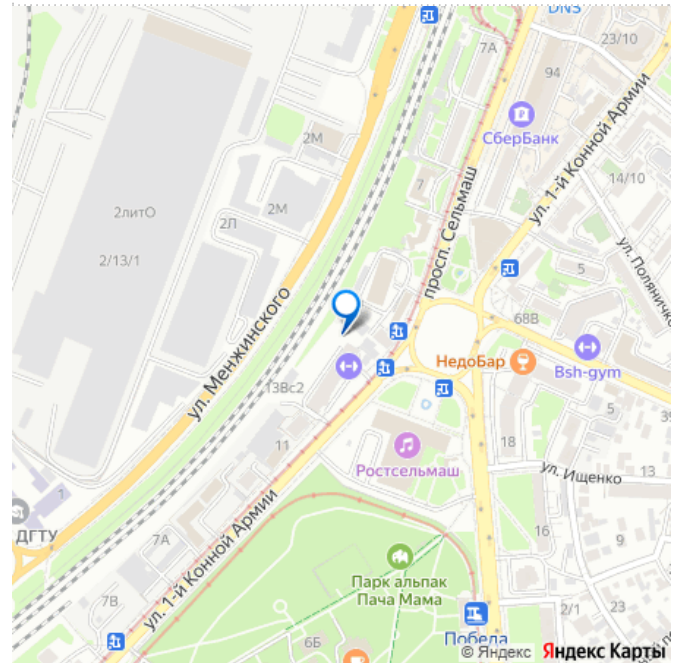 DNS
7А
23/10
94
СберБанк
ул. 1-й Конной Армии
2М
7
14/10
2литО
2М
2Л
просп. Сельмаш
ул. Поляничко
2/13/1
5
ул. Менжинского
68В
НедоБар
Bsh-gym
13Вс2
5
39
11
18
Ростсельмаш
ул. Ищенко
13
1
ДГТУ
ул. 1-й Конной Армии
7А
16
9
Парк альпак
Пача Мама
7В
2/1
23
6Б
Победа
© Яндекс Яндекс Карты